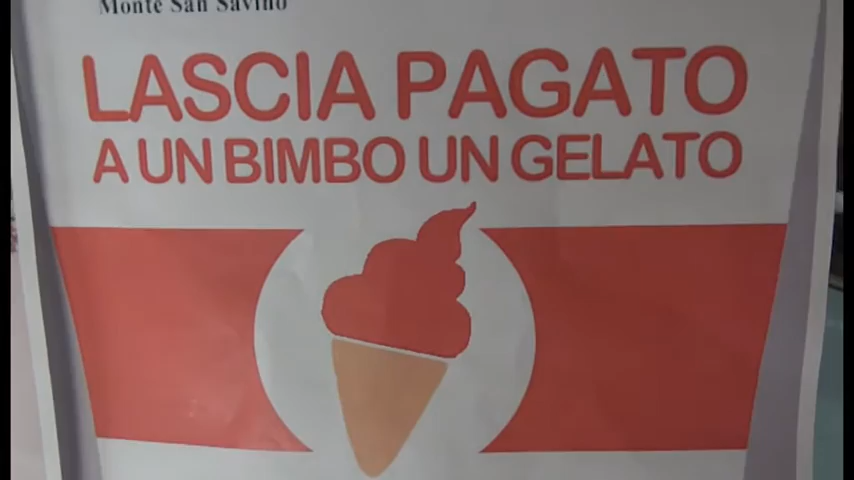 Monte San Savino
LASCIA PAGATO
A UN BIMBO UN GELATO